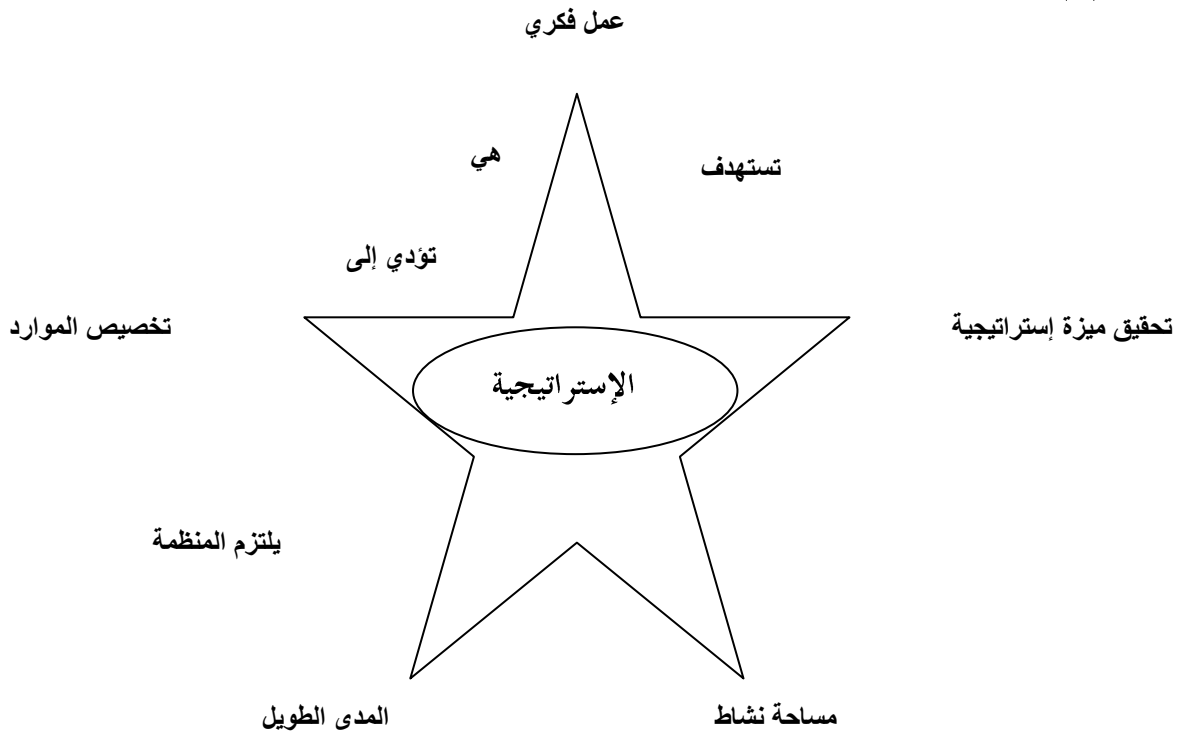 عمل فكري
هي
تستهدف
تؤدي إلى
تحقيق ميزة إستراتيجية
تخصيص الموارد
الإستراتيجية
يلتزم المنظمة
مساحة نشاط
المدى الطويل